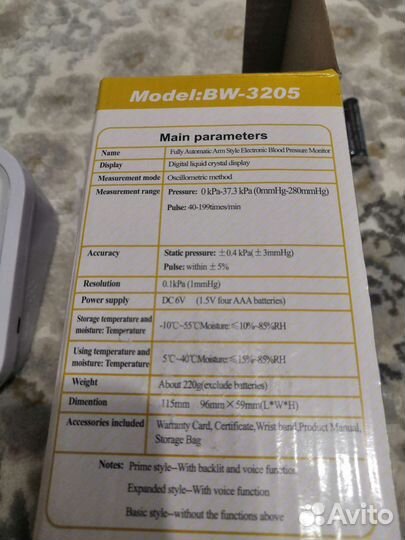 Model:BW-3205
Main parameters
Name Fully Automatic Arm Style Electronic Blood Pressure Monitor
Display Digital liquid crystal display
Measurement mode Oscillometric method
Measurement range Pressure: 0 kPa-37.3 kPa (0mmHg-280mmHg)
Pulse: 40-199times/min
Accuracy Static pressure: ±0.4 kPa(±3mmHg)
Pulse: within ±5%
Resolution 0.1kPa (1mmHg)
Power supply DC 6V (1.5V four AAA batteries)
Storage temperature and
moisture: Temperature -10℃~55℃Moisture:≤10%-85%RH
Using temperature and
moisture: Temperature 5℃~40℃Moisture:≤15%-85%RH
Weight About 220g(exclude batteries)
Dimention 115mm 96mm×59mm(L*W*H)
Accessories included Warranty Card, Certificate,Wrist band,Product Manual,
Storage Bag
Notes: Prime style--With backlit and voice function
Expanded style--With voice function
Basic style--without the functions above
Avito